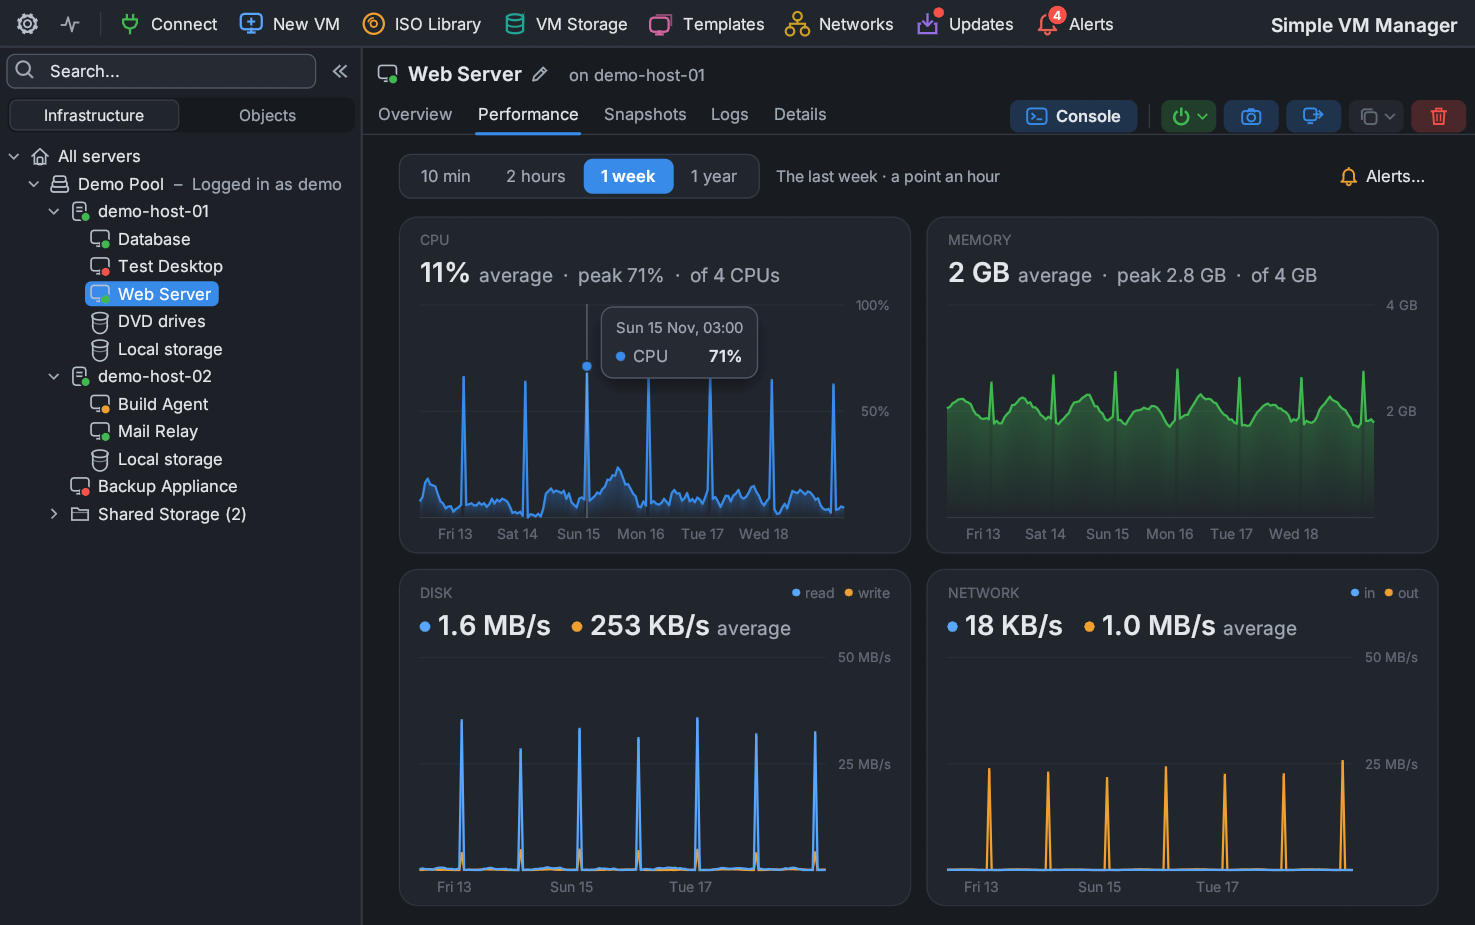 Connect
New VM
ISO Library
VM Storage
Templates
Networks
Updates
4
Alerts
Simple VM Manager
Search...
Infrastructure
Objects
All servers
Demo Pool – Logged in as demo
demo-host-01
Database
Test Desktop
Web Server
DVD drives
Local storage
demo-host-02
Build Agent
Mail Relay
Local storage
Backup Appliance
Shared Storage (2)
Web Server
on demo-host-01
Overview
Performance
Snapshots
Logs
Details
Console
10 min
2 hours
1 week
1 year
The last week · a point an hour
Alerts...
CPU
11% average · peak 71% · of 4 CPUs
100%
50%
Sun 15 Nov, 03:00
CPU 71%
Fri 13 Sat 14 Sun 15 Mon 16 Tue 17 Wed 18
MEMORY
2 GB average · peak 2.8 GB · of 4 GB
4 GB
2 GB
Fri 13 Sat 14 Sun 15 Mon 16 Tue 17 Wed 18
DISK
read write
1.6 MB/s 253 KB/s average
50 MB/s
25 MB/s
Fri 13 Sun 15 Tue 17
NETWORK
in out
18 KB/s 1.0 MB/s average
50 MB/s
25 MB/s
Fri 13 Sun 15 Tue 17